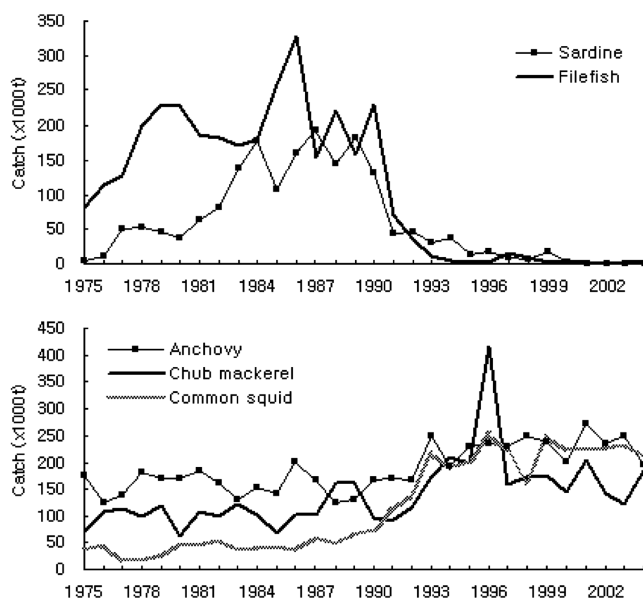 350
300
250
200
150
100
50
0
Catch (x1000t)
Sardine
Filefish
1975 1978 1981 1984 1987 1990 1993 1996 1999 2002
450
400
350
300
250
200
150
100
50
0
Catch (x1000t)
Anchovy
Chub mackerel
Common squid
1975 1978 1981 1984 1987 1990 1993 1996 1999 2002